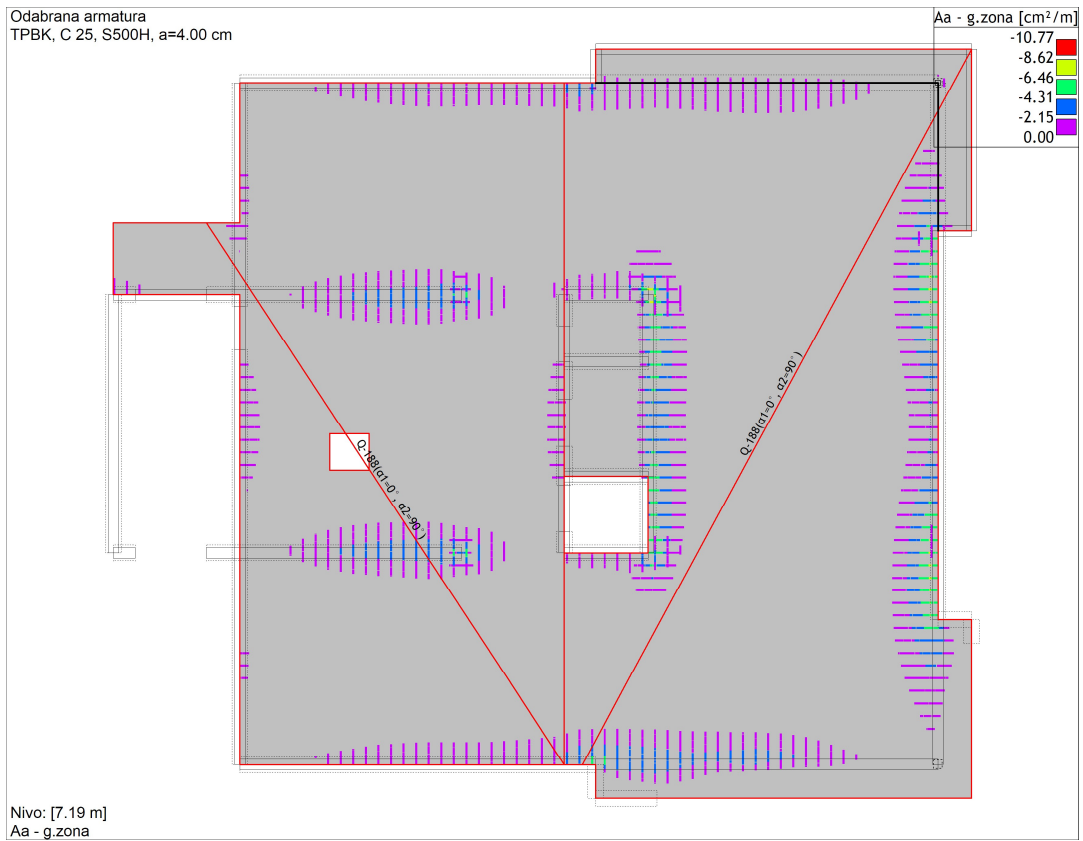 Odabrana armatura
TPBK, C 25, S500H, a=4.00 cm
Aa - g.zona [cm²/m]
-10.77
-8.62
-6.46
-4.31
-2.15
0.00
Q-188(α1=0°, α2=90°)
Q-188(α1=0°, α2=90°)
Nivo: [7.19 m]
Aa - g.zona